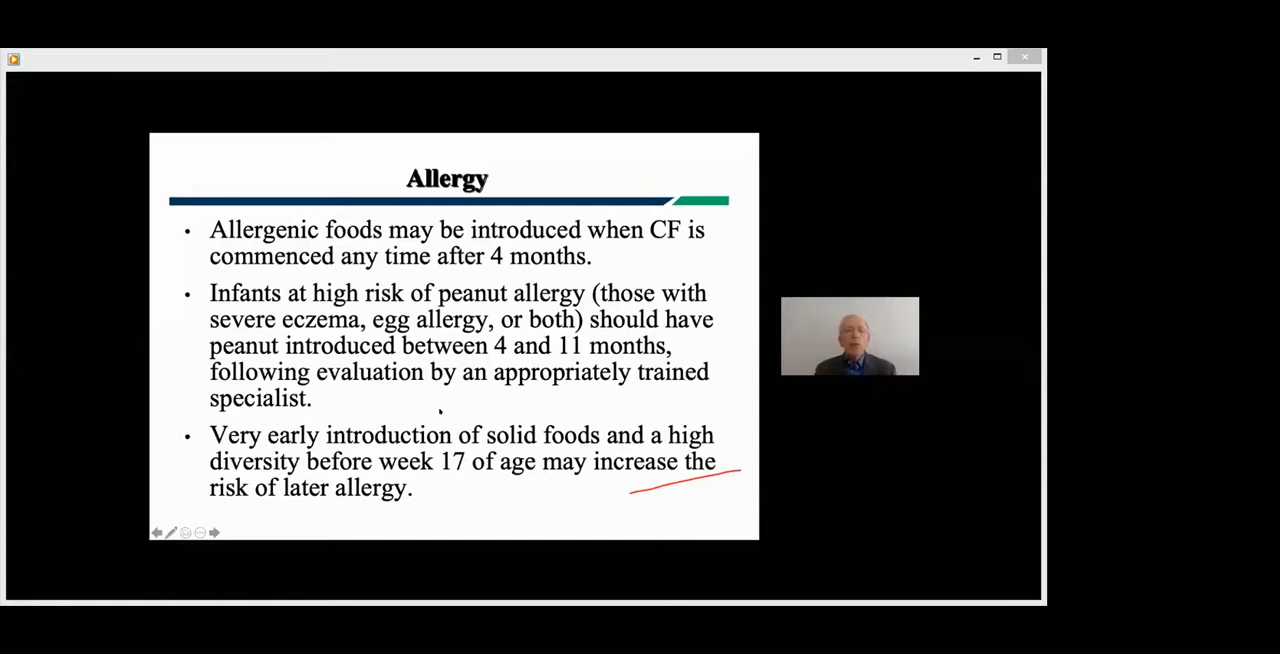 Allergy
• Allergenic foods may be introduced when CF is
commenced any time after 4 months.
• Infants at high risk of peanut allergy (those with
severe eczema, egg allergy, or both) should have
peanut introduced between 4 and 11 months,
following evaluation by an appropriately trained
specialist.
• Very early introduction of solid foods and a high
diversity before week 17 of age may increase the
risk of later allergy.